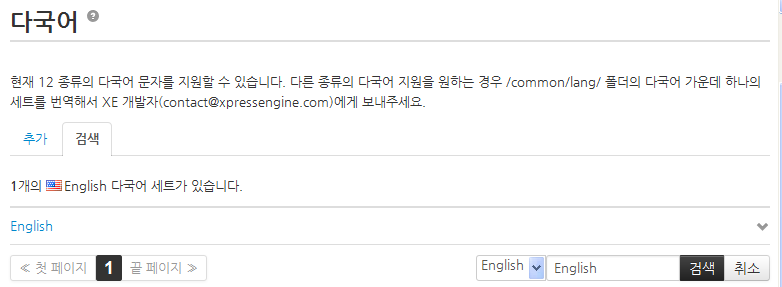 다국어 ?
현재 12 종류의 다국어 문자를 지원할 수 있습니다. 다른 종류의 다국어 지원을 원하는 경우 /common/lang/ 폴더의 다국어 가운데 하나의
세트를 번역해서 XE 개발자(contact@xpressengine.com)에게 보내주세요.
추가 검색
1개의 English 다국어 세트가 있습니다.
English
≪ 첫 페이지 1 끝 페이지 ≫ English English 검색 취소